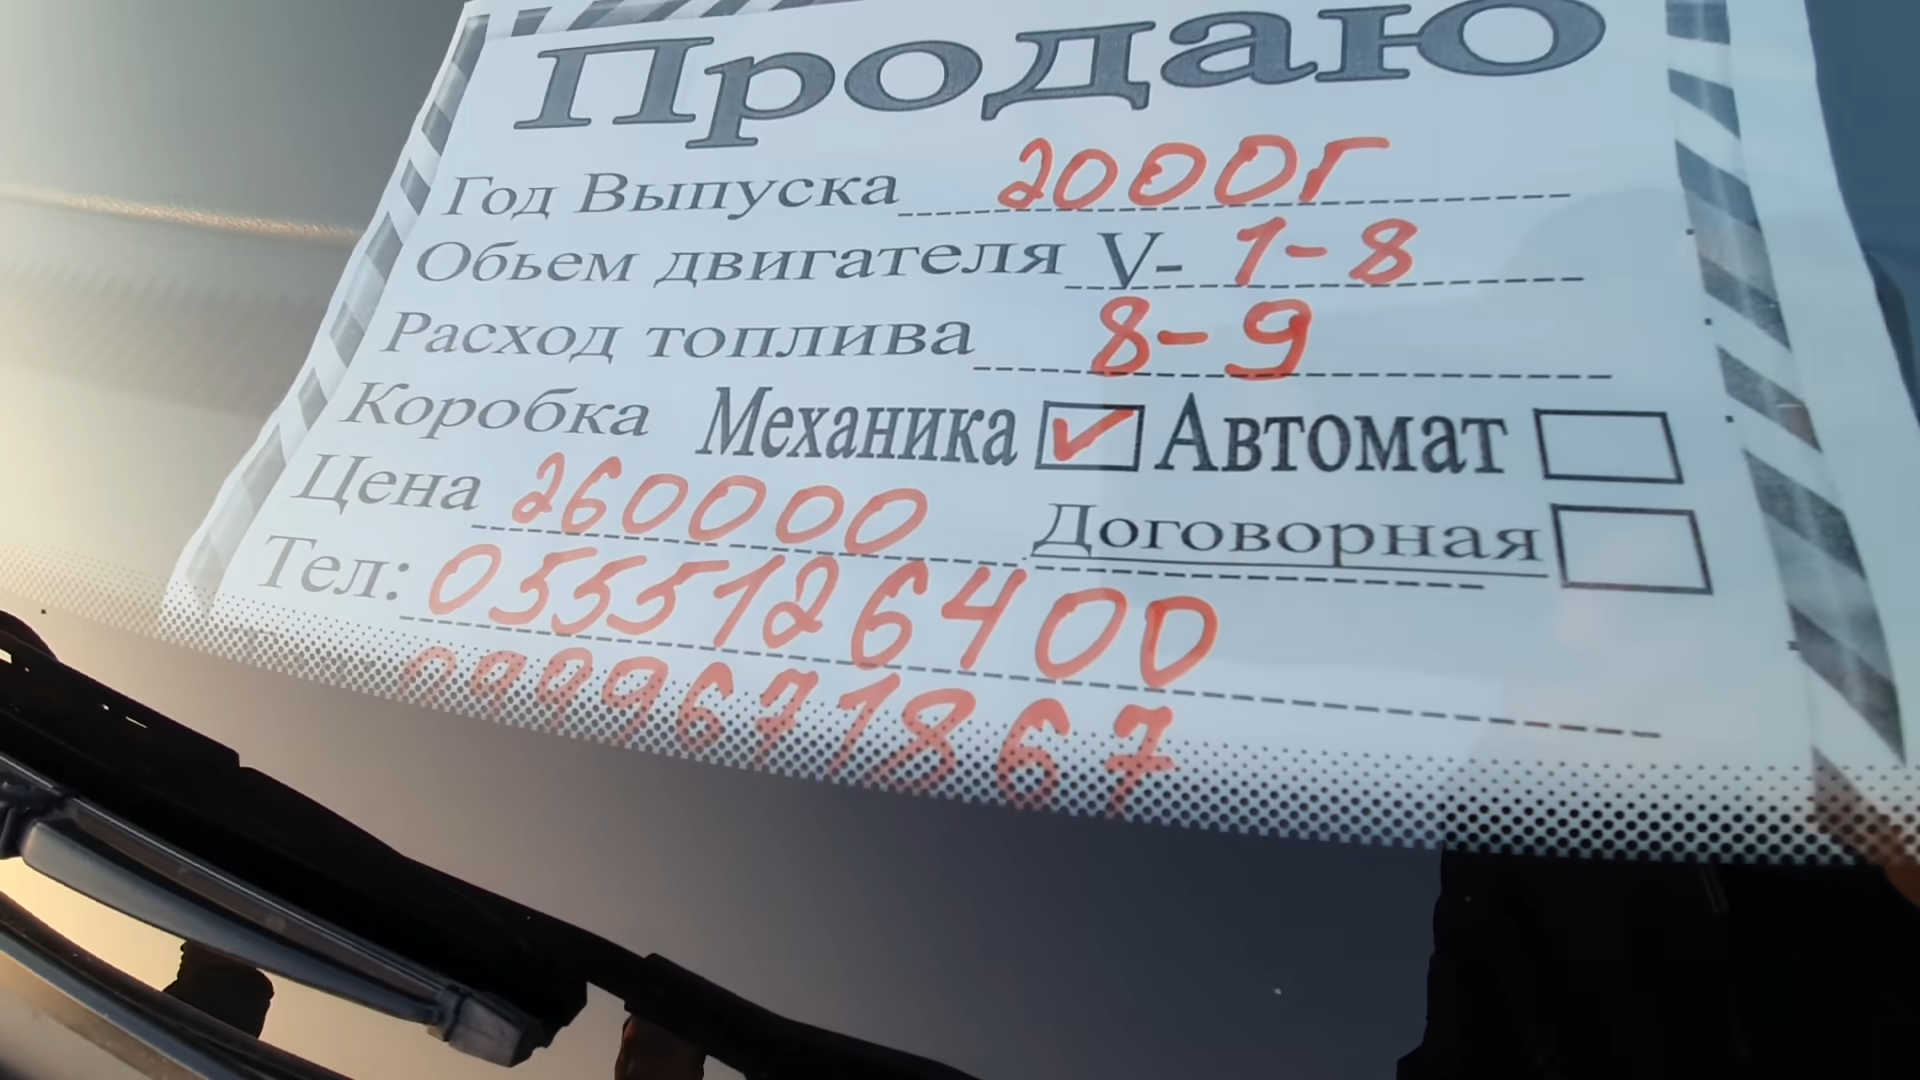 Продаю
Год Выпуска 2000г
Обьем двигателя V- 1-8
Расход топлива 8-9
Коробка Механика ✓ Автомат
Цена 260000 Договорная
Тел: 0555126400
0999671867